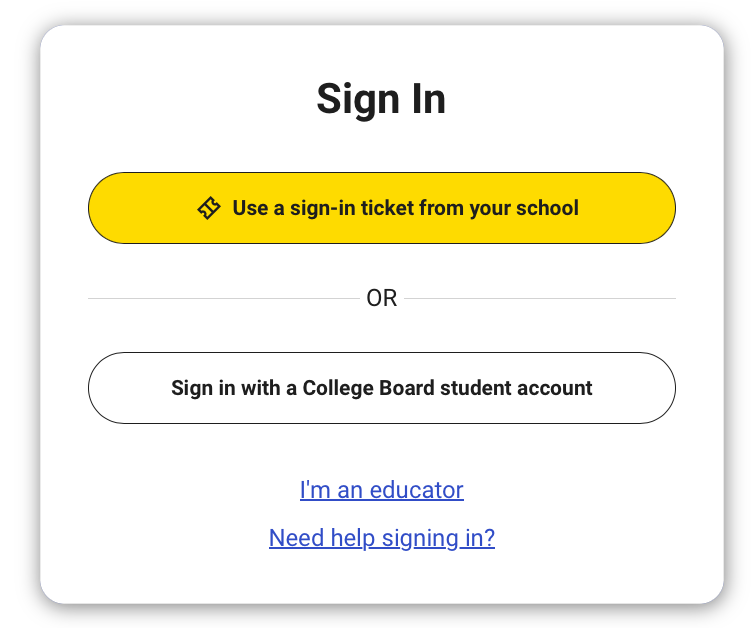 Sign In
Use a sign-in ticket from your school
OR
Sign in with a College Board student account
I'm an educator
Need help signing in?